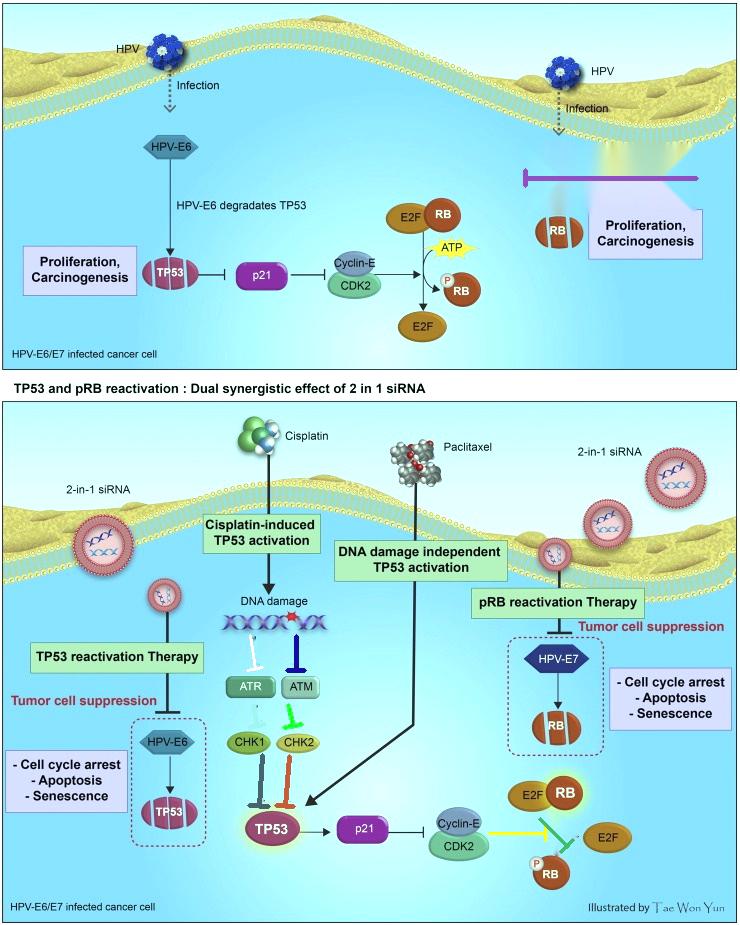 HPV
Infection
HPV
Infection
HPV-E6
HPV-E6 degrades TP53
Proliferation,
Carcinogenesis
TP53
p21
Cyclin-E
CDK2
E2F
RB
ATP
P
RB
E2F
RB
Proliferation,
Carcinogenesis
HPV-E6/E7 infected cancer cell
TP53 and pRB reactivation : Dual synergistic effect of 2 in 1 siRNA
Cisplatin
Paclitaxel
2-in-1 siRNA
2-in-1 siRNA
Cisplatin-induced
TP53 activation
DNA damage independent
TP53 activation
pRB reactivation Therapy
Tumor cell suppression
DNA damage
TP53 reactivation Therapy
Tumor cell suppression
ATR
ATM
HPV-E7
RB
- Cell cycle arrest
- Apoptosis
- Senescence
HPV-E6
TP53
- Cell cycle arrest
- Apoptosis
- Senescence
CHK1
CHK2
TP53
p21
Cyclin-E
CDK2
E2F
RB
E2F
P
RB
HPV-E6/E7 infected cancer cell
Illustrated by Tae Won Yun